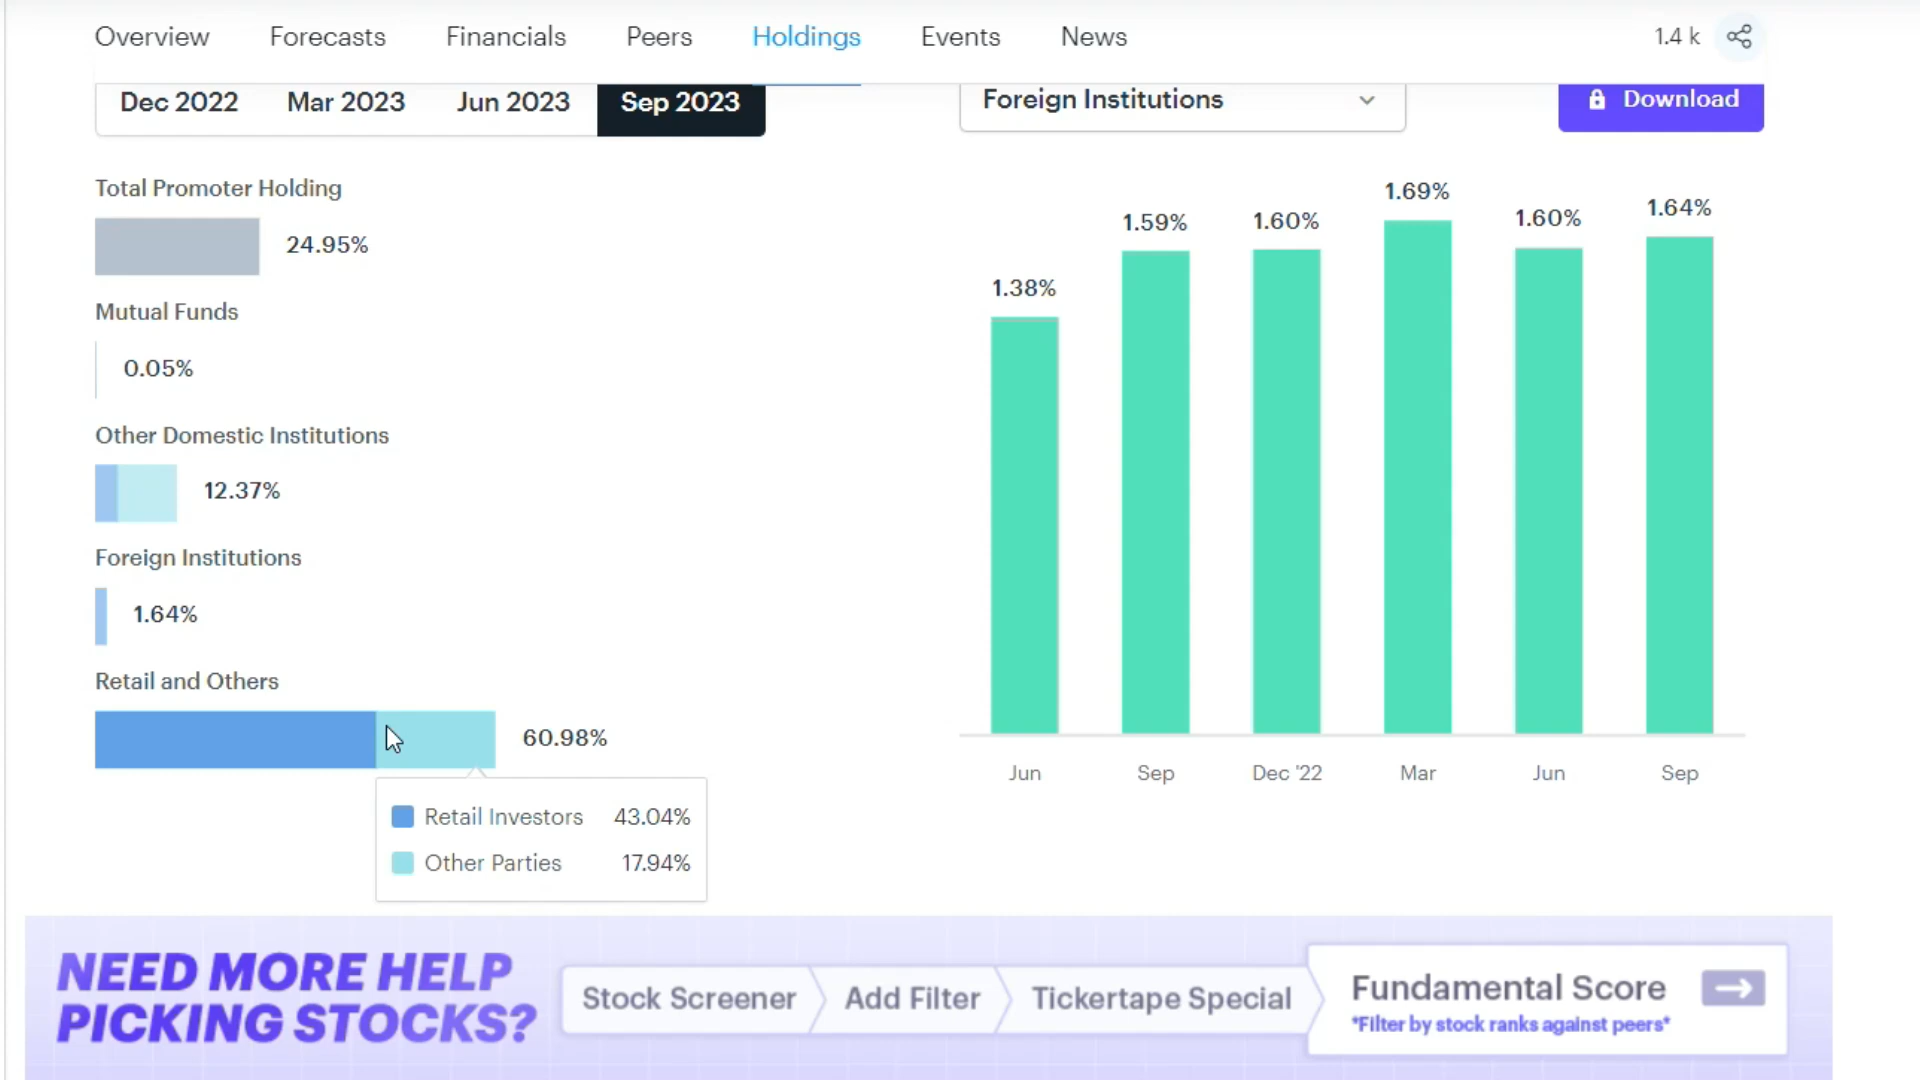 Overview Forecasts Financials Peers Holdings Events News 1.4 k
Dec 2022 Mar 2023 Jun 2023 Sep 2023 Foreign Institutions Download
Total Promoter Holding
24.95%
Mutual Funds
0.05%
Other Domestic Institutions
12.37%
Foreign Institutions
1.64%
Retail and Others
60.98%
Retail Investors 43.04%
Other Parties 17.94%
1.38% 1.59% 1.60% 1.69% 1.60% 1.64%
Jun Sep Dec '22 Mar Jun Sep
NEED MORE HELP
PICKING STOCKS?
Stock Screener Add Filter Tickertape Special
Fundamental Score
*Filter by stock ranks against peers*